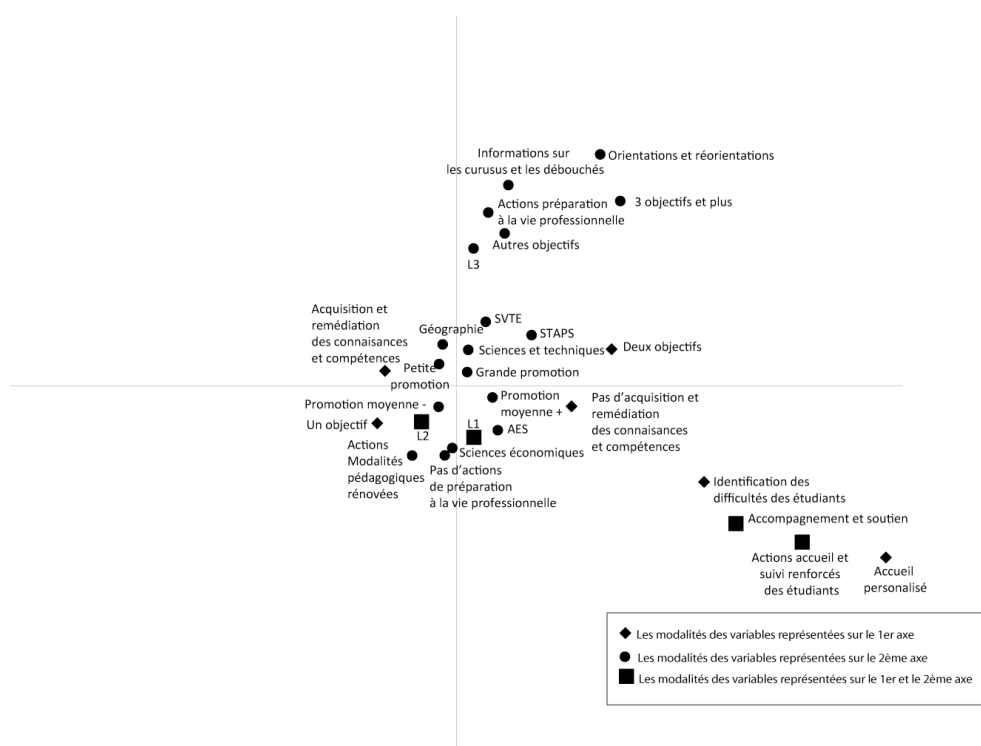 Informations sur
les curusus et les débouchés
Orientations et réorientations
Actions préparation
à la vie professionnelle
3 objectifs et plus
Autres objectifs
L3
Acquisition et
remédiation
des connaisances
et compétences
Géographie
SVTE
STAPS
Sciences et techniques
Deux objectifs
Petite
promotion
Grande promotion
Promotion moyenne -
Promotion
moyenne +
Pas d'acquisition et
remédiation
des connaisances
et compétences
Un objectif
L2
L1
AES
Actions
Modalités
pédagogiques
rénovées
Sciences économiques
Pas d'actions
de préparation
à la vie professionnelle
Identification des
difficultés des étudiants
Accompagnement et soutien
Actions accueil et
suivi renforcés
des étudiants
Accueil
personalisé
Les modalités des variables représentées sur le 1er axe
Les modalités des variables représentées sur le 2ème axe
Les modalités des variables représentées sur le 1er et le 2ème axe